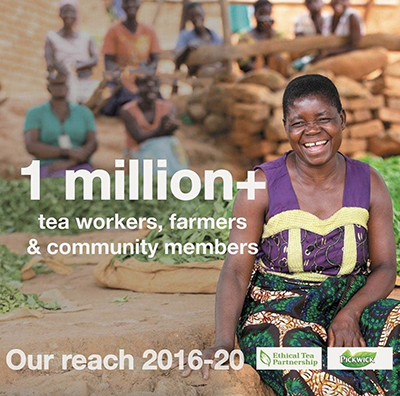 1 million+
tea workers, farmers
& community members
Our reach 2016-20
Ethical Tea
Partnership
PICKWICK